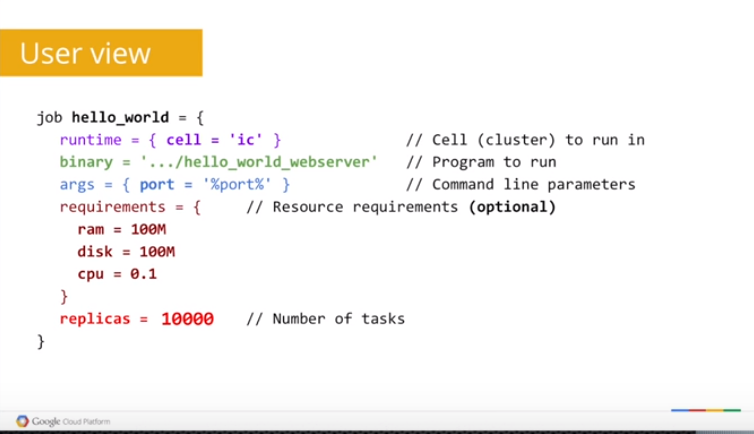 User view
job hello_world = {
runtime = { cell = 'ic' } // Cell (cluster) to run in
binary = '.../hello_world_webserver' // Program to run
args = { port = '%port%' } // Command line parameters
requirements = { // Resource requirements (optional)
ram = 100M
disk = 100M
cpu = 0.1
}
replicas = 10000 // Number of tasks
}
Google Cloud Platform